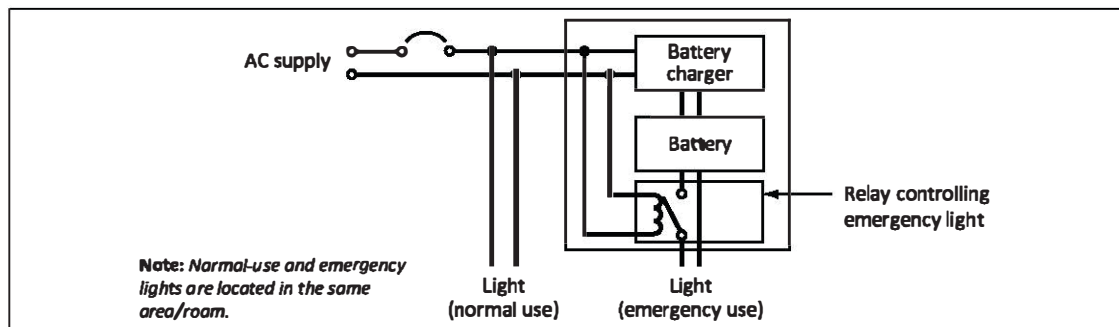 AC supply
Battery
charger
Battery
Relay controlling
emergency light
Note: Normal-use and emergency
lights are located in the same
area/roam.
Light
(normal use)
Light
(emergency use)